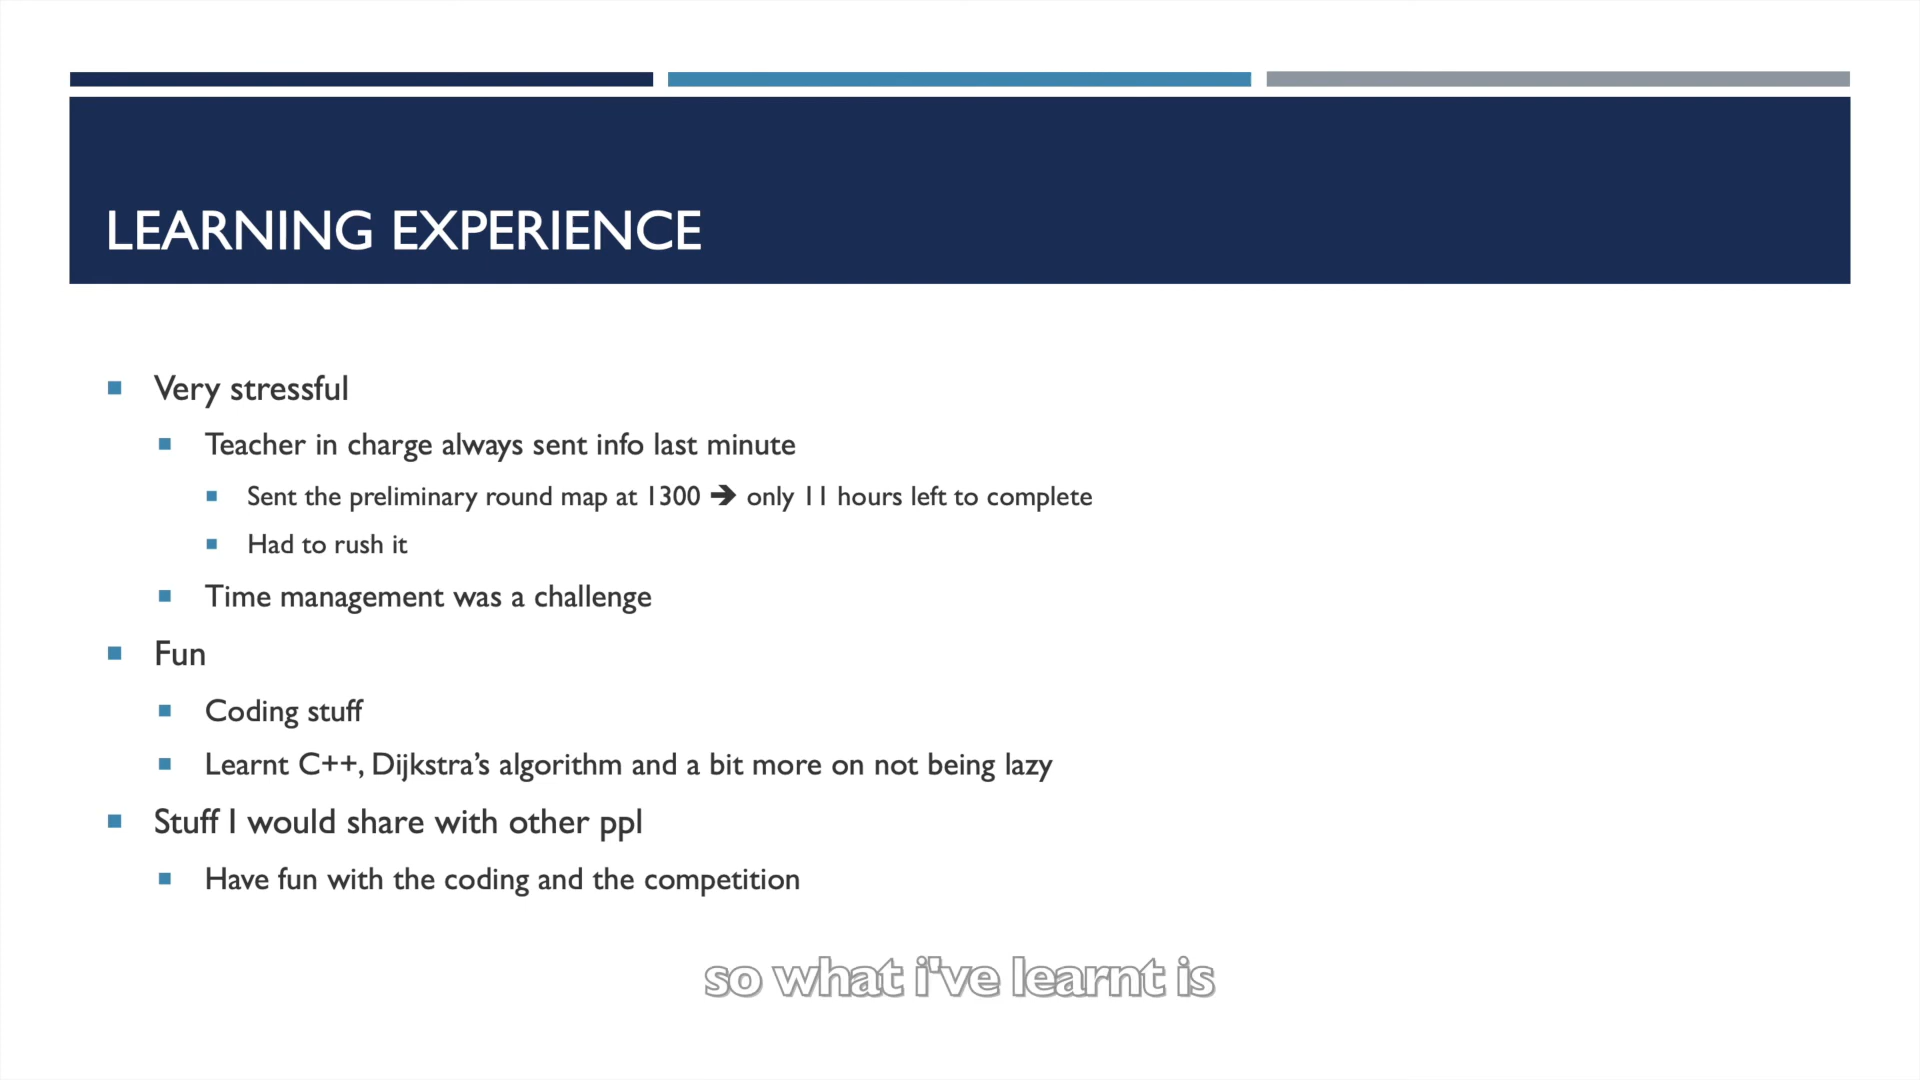 LEARNING EXPERIENCE
Very stressful
Teacher in charge always sent info last minute
Sent the preliminary round map at 1300 → only 11 hours left to complete
Had to rush it
Time management was a challenge
Fun
Coding stuff
Learnt C++, Dijkstra’s algorithm and a bit more on not being lazy
Stuff I would share with other ppl
Have fun with the coding and the competition
so what i've learnt is